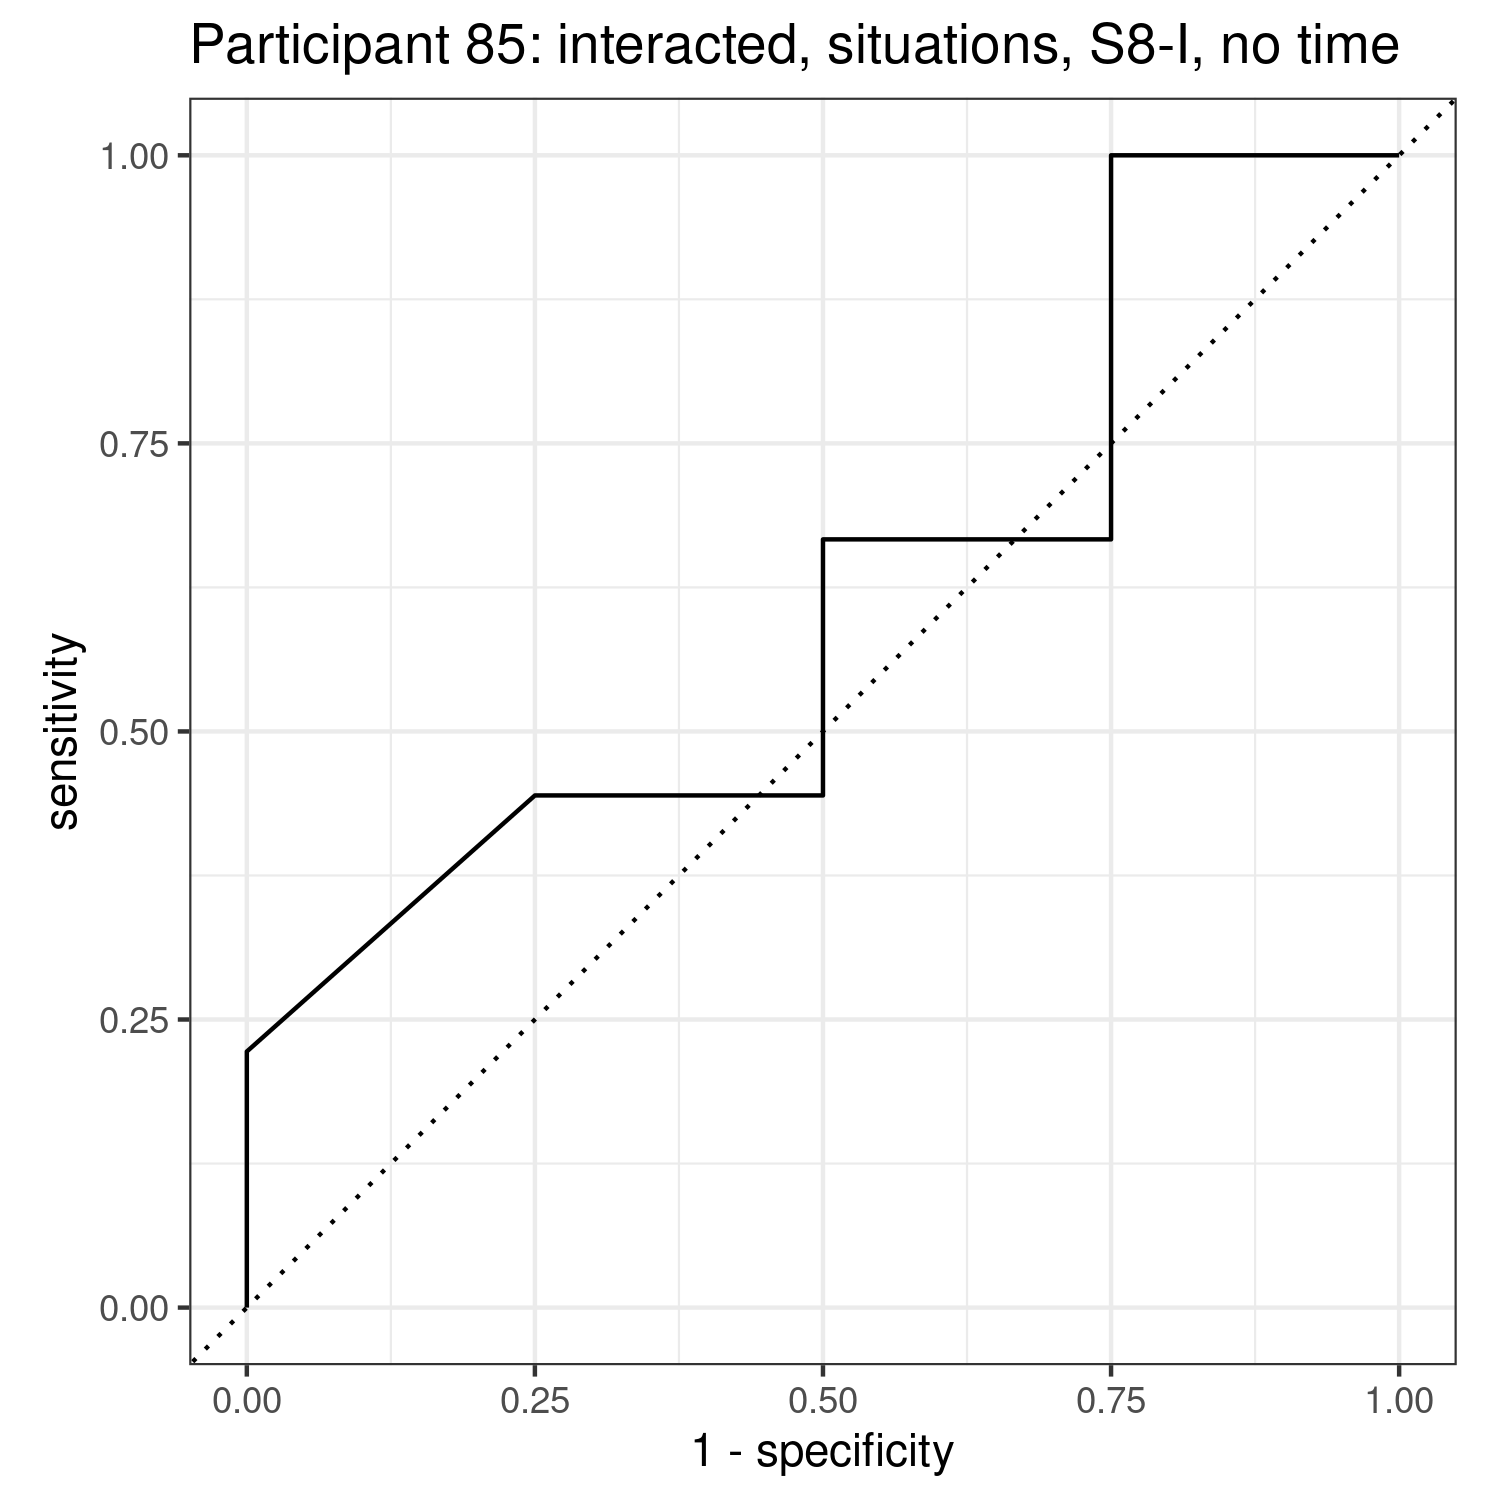 Participant 85: interacted, situations, S8-I, no time
sensitivity
1.00
0.75
0.50
0.25
0.00
0.00 0.25 0.50 0.75 1.00
1 - specificity